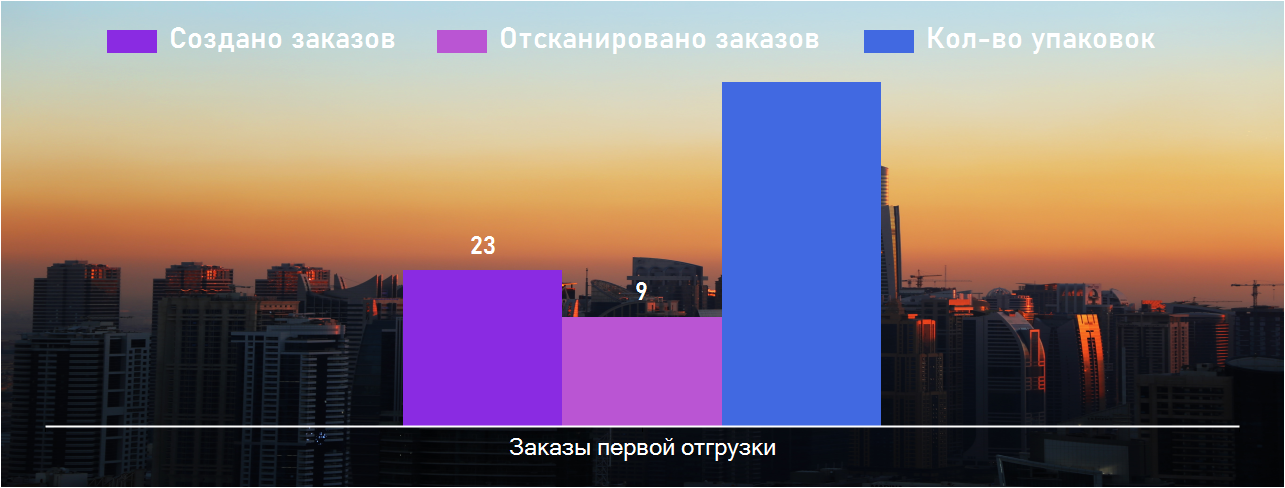 Создано заказов Отсканировано заказов Кол-во упаковок
23
9
Заказы первой отгрузки